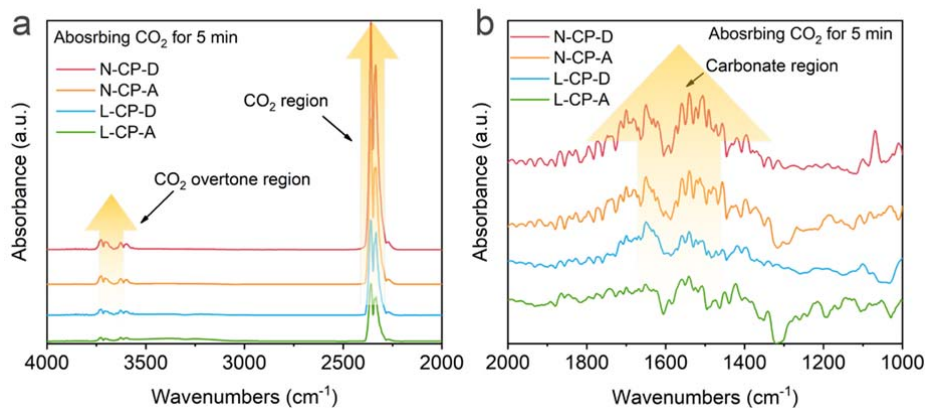 a
Abosrbing CO₂ for 5 min
N-CP-D
N-CP-A
L-CP-D
L-CP-A
CO₂ region
CO₂ overtone region
Absorbance (a.u.)
4000 3500 3000 2500 2000
Wavenumbers (cm⁻¹)
b
Abosrbing CO₂ for 5 min
N-CP-D
N-CP-A
L-CP-D
L-CP-A
Carbonate region
Absorbance (a.u.)
2000 1800 1600 1400 1200 1000
Wavenumbers (cm⁻¹)